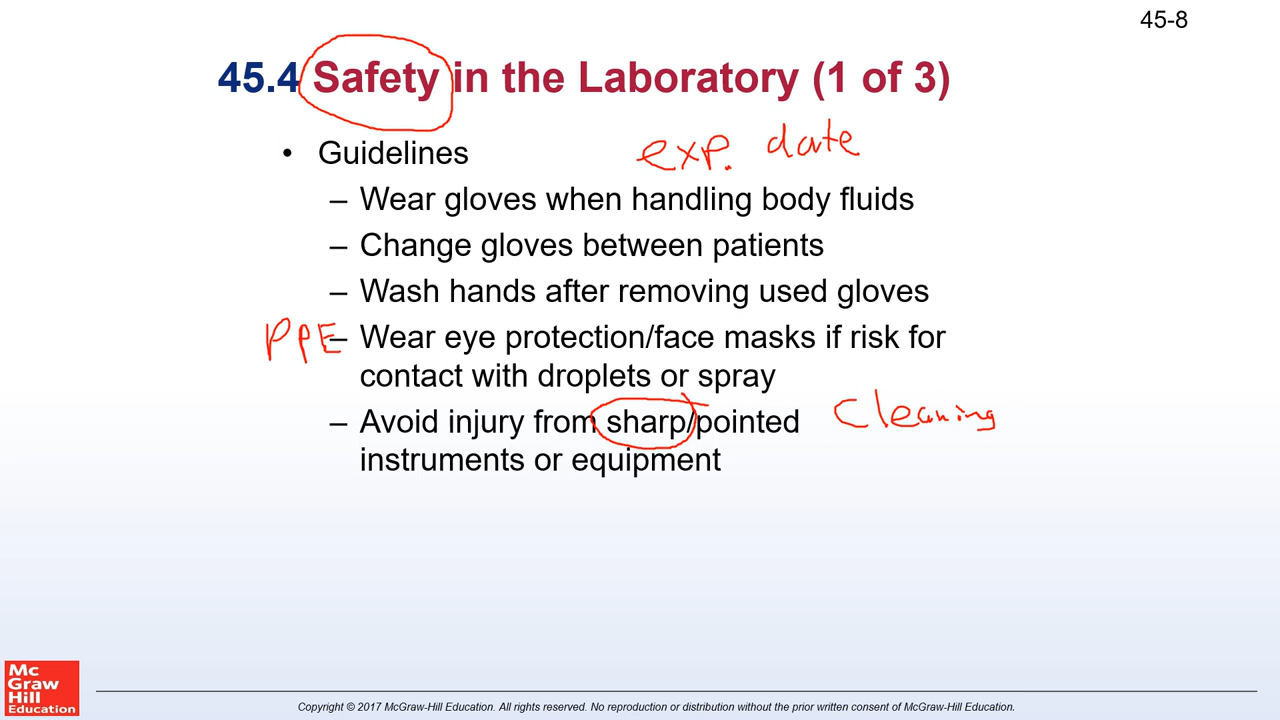 45-8
45.4 Safety in the Laboratory (1 of 3)
• Guidelines
exp. date
– Wear gloves when handling body fluids
– Change gloves between patients
– Wash hands after removing used gloves
PPE
– Wear eye protection/face masks if risk for
contact with droplets or spray
– Avoid injury from sharp/pointed
Cleaning
instruments or equipment
Mc
Graw
Hill
Education
Copyright © 2017 McGraw-Hill Education. All rights reserved. No reproduction or distribution without the prior written consent of McGraw-Hill Education.